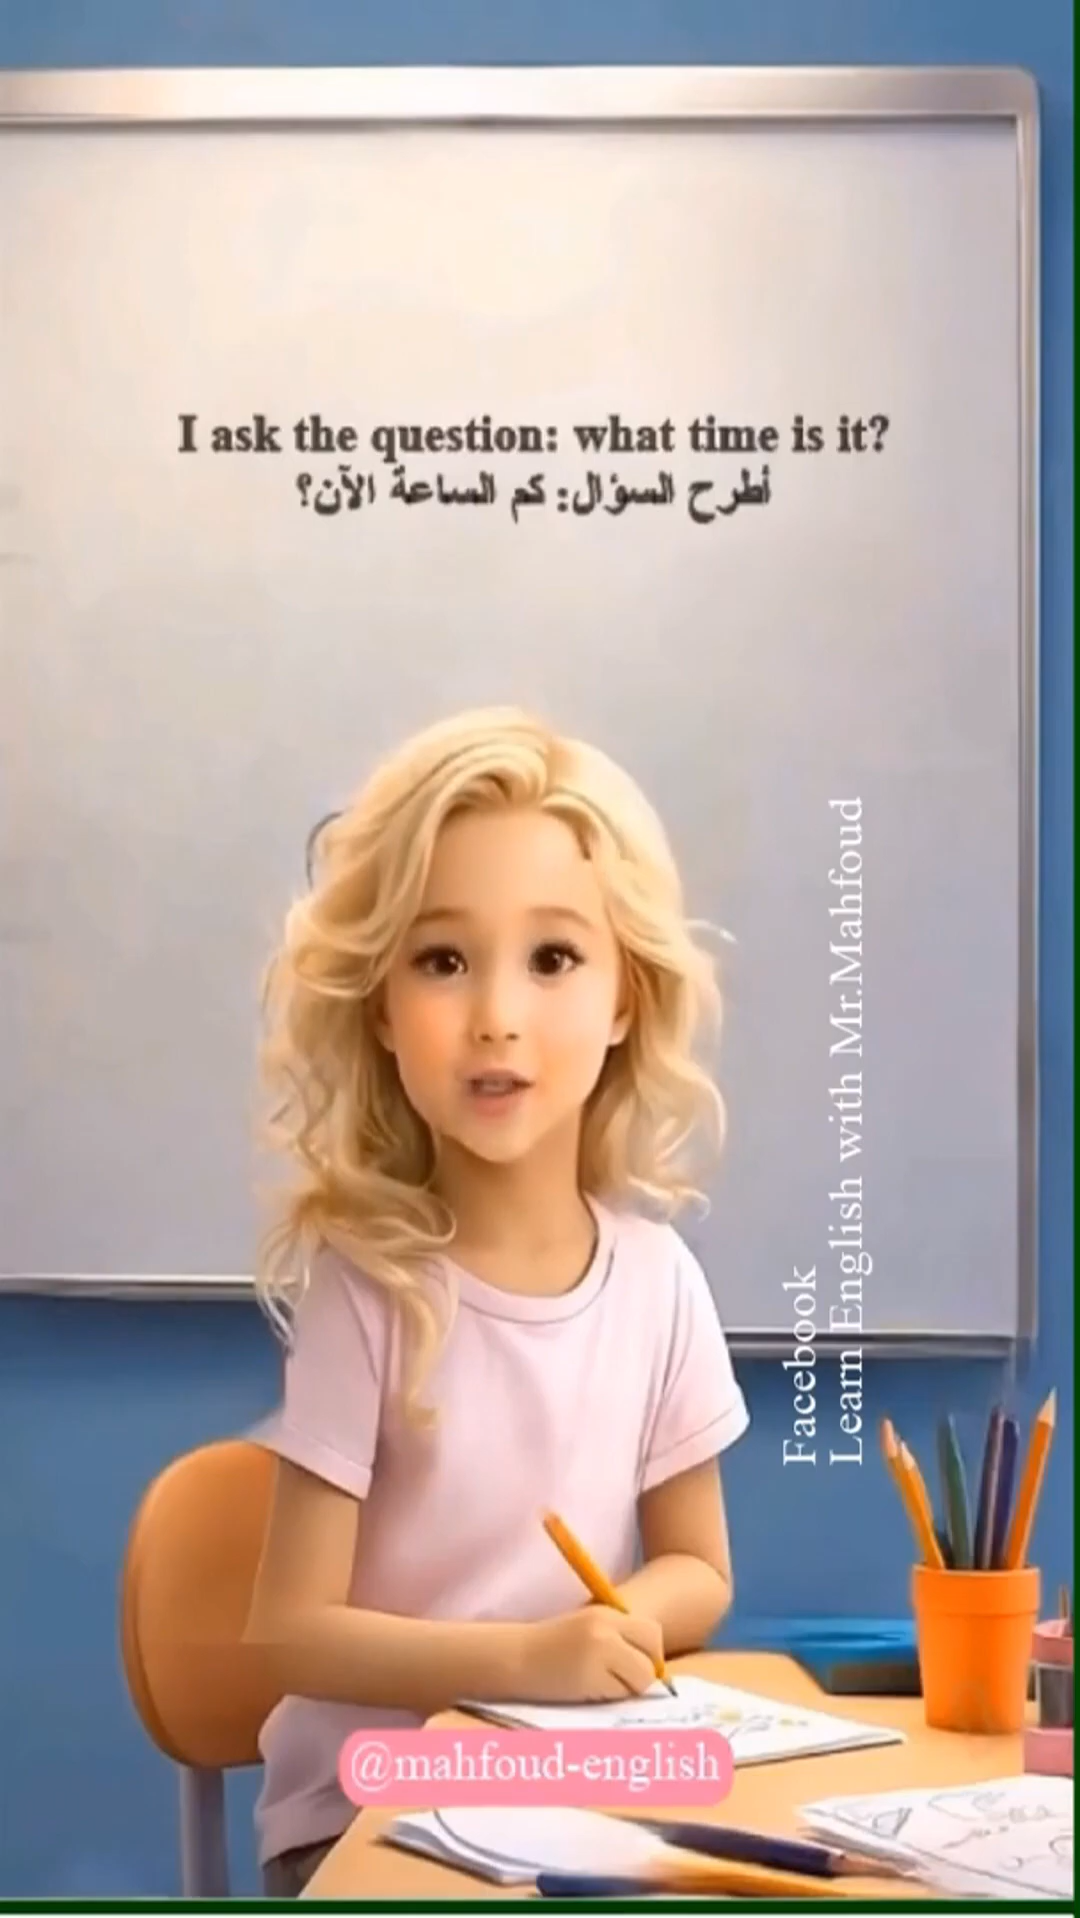 I ask the question: what time is it?
أطرح السؤال: كم الساعة الآن؟
Facebook
Learn English with Mr.Mahfoud
@mahfoud-english